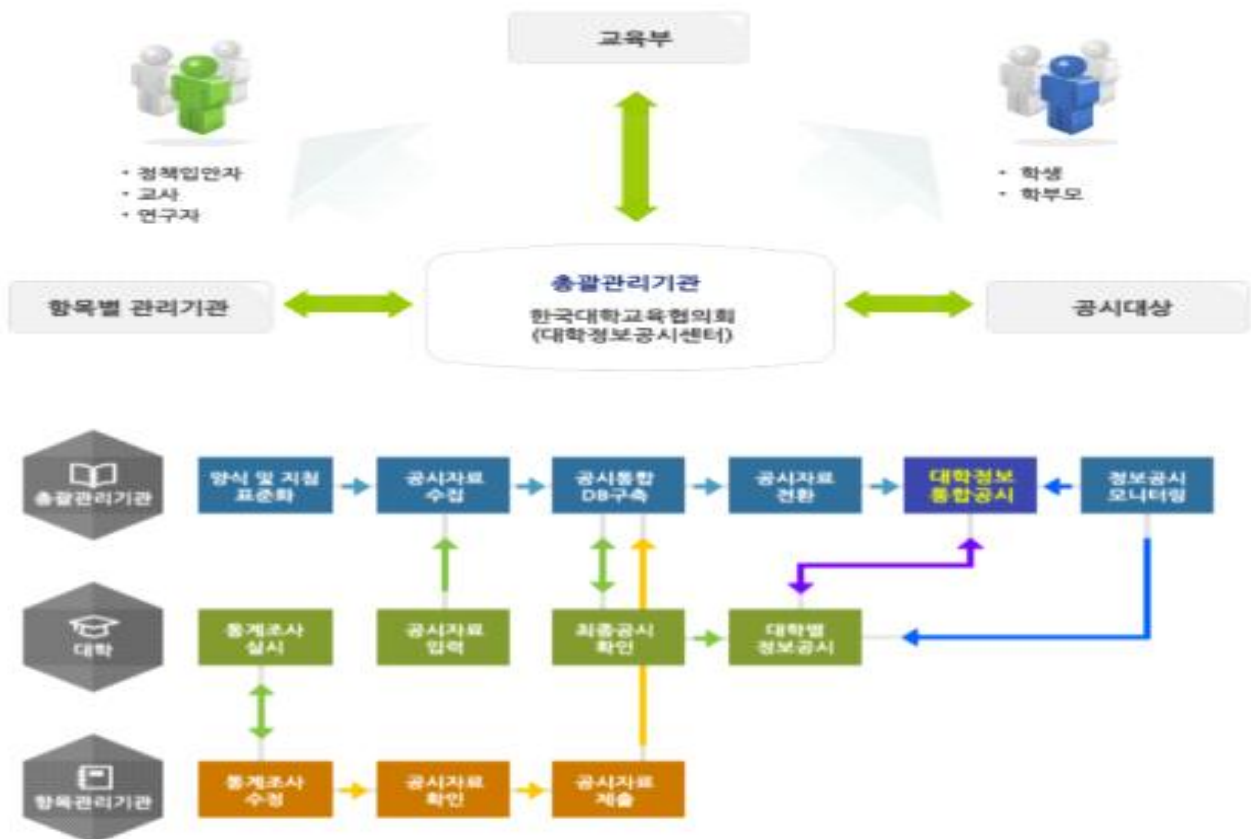 교육부
• 정책입안자
• 교사
• 연구자
• 학생
• 학부모
항목별 관리기관
총괄관리기관
한국대학교육협의회
(대학정보공시센터)
공시대상
총괄관리기관
양식 및 지침
표준화
공시자료
수집
공시통합
DB구축
공시자료
전환
대학정보
통합공시
정보공시
모니터링
대학
통계조사
실시
공시자료
입력
최종공시
확인
대학별
정보공시
항목관리기관
통계조사
수정
공시자료
확인
공시자료
제출